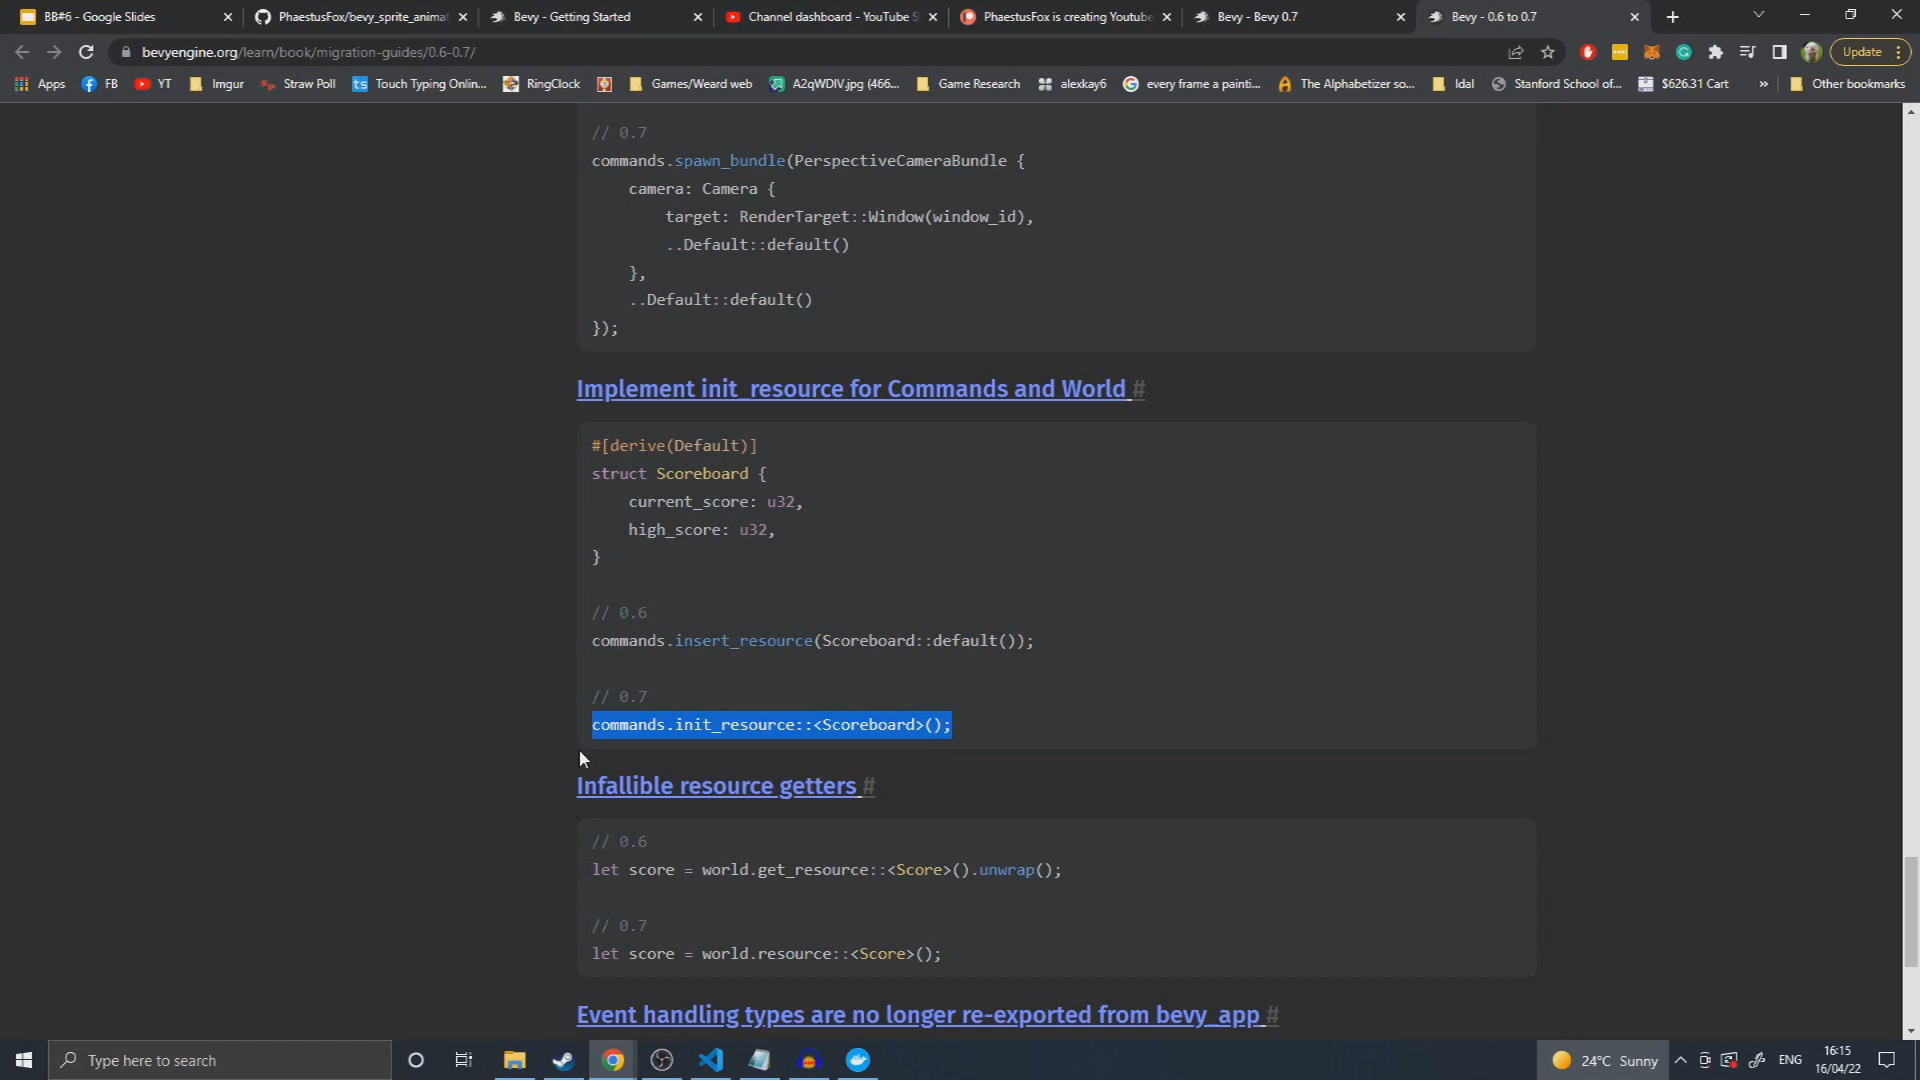 BB#6 - Google Slides
PhaestusFox/bevy_sprite_animat
Bevy - Getting Started
Channel dashboard - YouTube S
PhaestusFox is creating Youtube
Bevy - Bevy 0.7
Bevy - 0.6 to 0.7
bevyengine.org/learn/book/migration-guides/0.6-0.7/
Update
Apps
FB
YT
Imgur
Straw Poll
Touch Typing Onlin...
RingClock
Games/Weard web
A2qWDIV.jpg (466...
Game Research
alexkay6
every frame a painti...
The Alphabetizer so...
Idal
Stanford School of...
$626.31 Cart
»
Other bookmarks
// 0.7
commands.spawn_bundle(PerspectiveCameraBundle {
camera: Camera {
target: RenderTarget::Window(window_id),
..Default::default()
},
..Default::default()
});
Implement init_resource for Commands and World #
#[derive(Default)]
struct Scoreboard {
current_score: u32,
high_score: u32,
}
// 0.6
commands.insert_resource(Scoreboard::default());
// 0.7
commands.init_resource::<Scoreboard>();
Infallible resource getters #
// 0.6
let score = world.get_resource::<Score>().unwrap();
// 0.7
let score = world.resource::<Score>();
Event handling types are no longer re-exported from bevy_app #
Type here to search
24°C Sunny
ENG
16:15
16/04/22